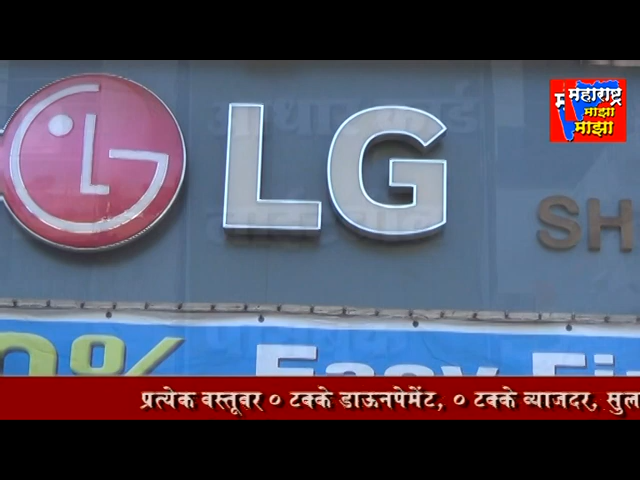 महाराष्ट्र
माझा
माझा
LG
SH
0% Easy Fi
प्रत्येक वस्तूवर ० टक्के डाऊनपेमेंट, ० टक्के व्याजदर, सुल